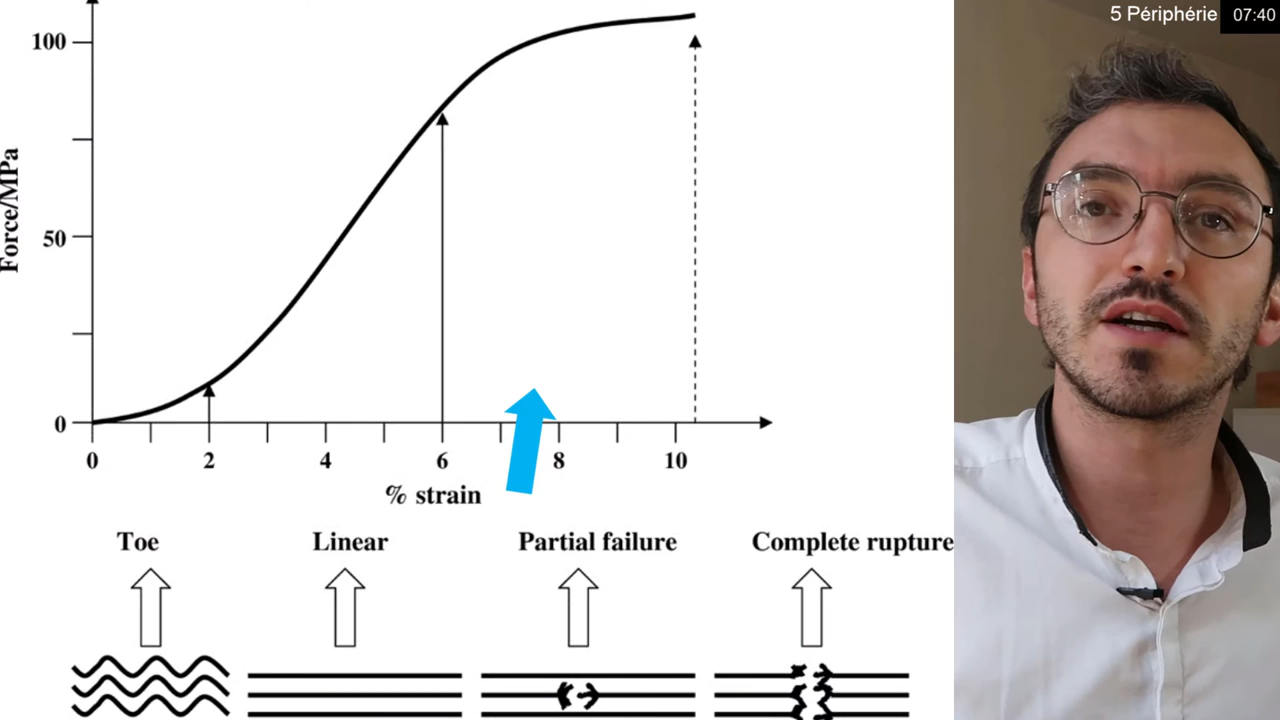 5 Périphérie 07:40
100
Force/MPa
50
0
0 2 4 6 8 10
% strain
Toe Linear Partial failure Complete rupture